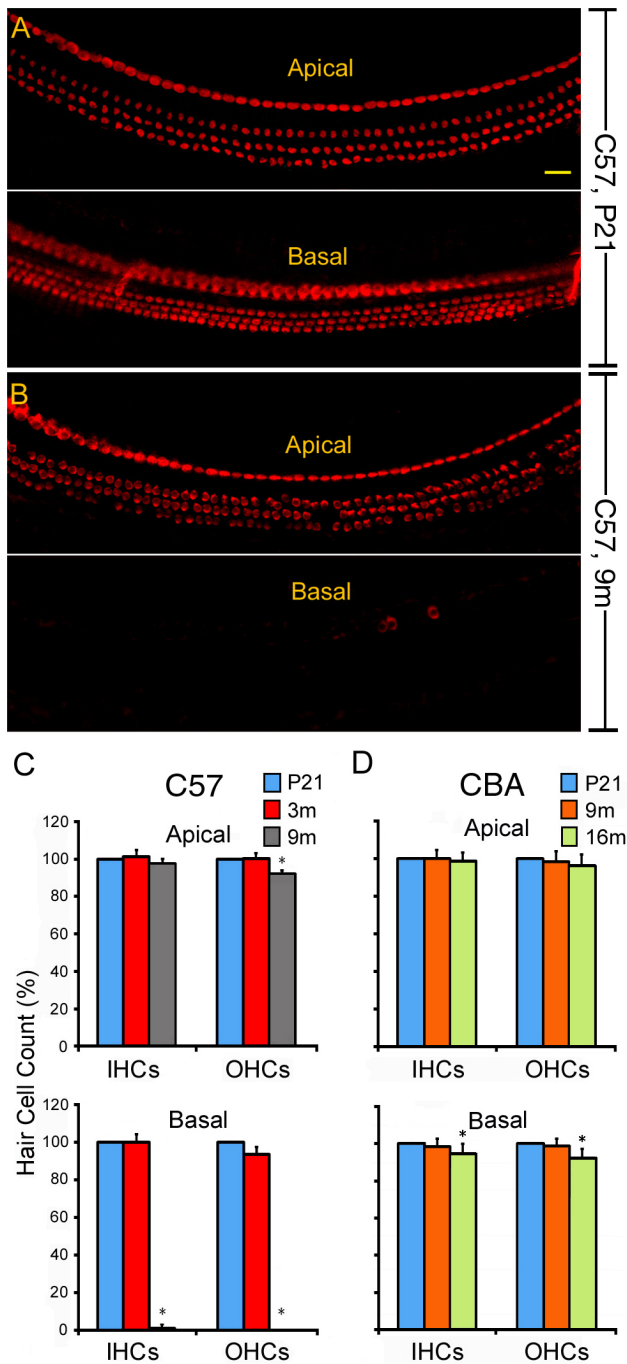 A
Apical
Basal
C57, P21
B
Apical
Basal
C57, 9m
C
C57
P21
3m
9m
Apical
Hair Cell Count (%)
120
100
80
60
40
20
0
*
IHCs
OHCs
Basal
120
100
80
60
40
20
0
*
*
IHCs
OHCs
D
CBA
P21
9m
16m
Apical
IHCs
OHCs
Basal
*
*
IHCs
OHCs